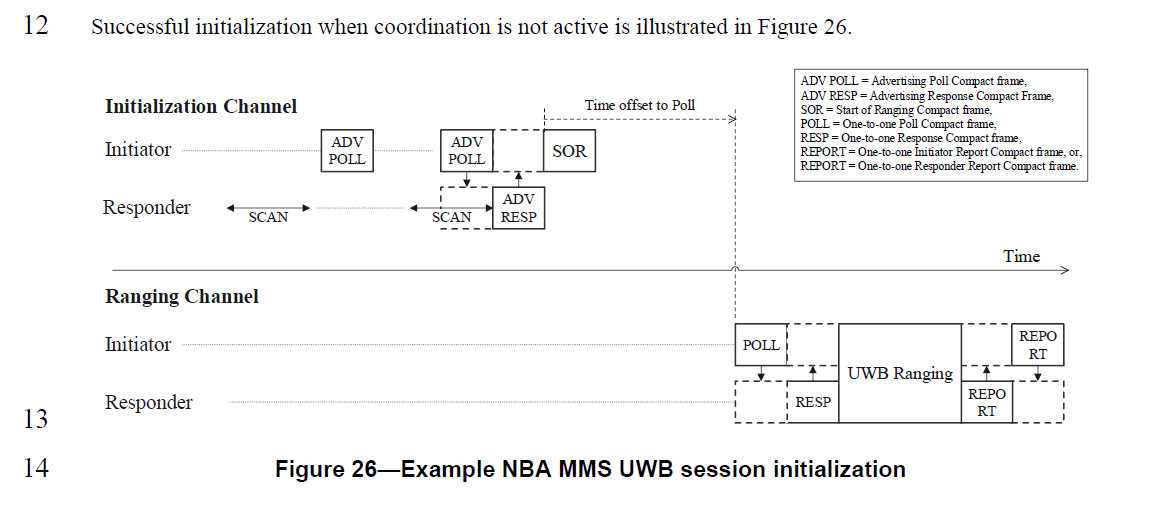 12 Successful initialization when coordination is not active is illustrated in Figure 26.
ADV POLL = Advertising Poll Compact frame,
ADV RESP = Advertising Response Compact Frame,
SOR = Start of Ranging Compact frame,
POLL = One-to-one Poll Compact frame,
RESP = One-to-one Response Compact frame,
REPORT = One-to-one Initiator Report Compact frame, or,
REPORT = One-to-one Responder Report Compact frame.
Initialization Channel
Time offset to Poll
Initiator
ADV
POLL
ADV
POLL
SOR
Responder
SCAN
SCAN
ADV
RESP
Time
Ranging Channel
Initiator
POLL
UWB Ranging
REPO
RT
Responder
RESP
REPO
RT
13
14 Figure 26—Example NBA MMS UWB session initialization